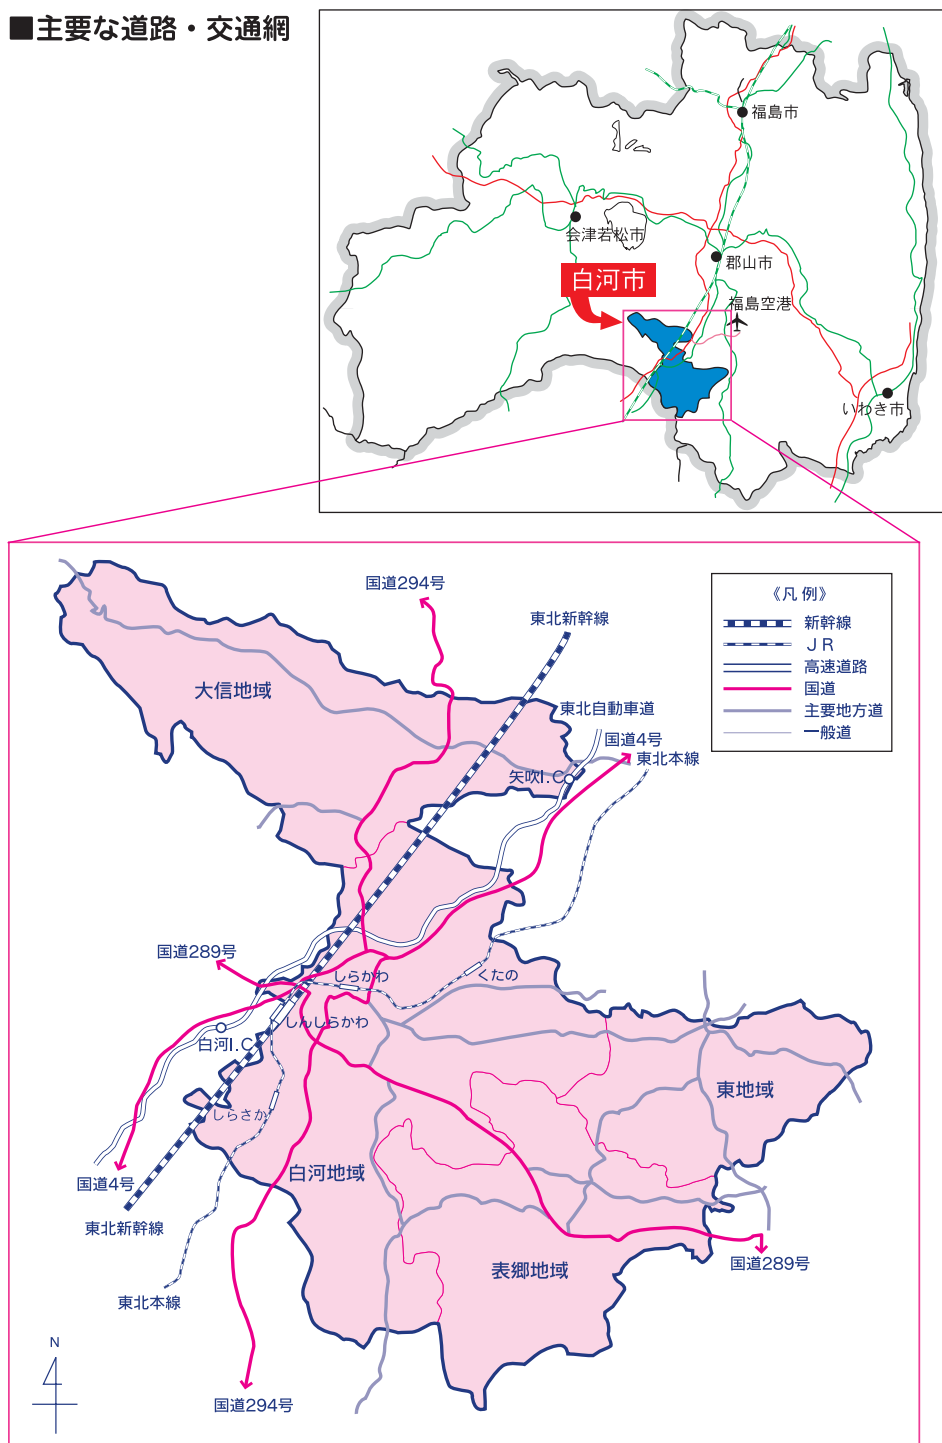 ■主要な道路・交通網
福島市
会津若松市
郡山市
白河市
福島空港
いわき市
国道294号
東北新幹線
《凡例》
新幹線
JR
高速道路
国道
主要地方道
一般道
大信地域
東北自動車道
国道4号
東北本線
矢吹I.C
国道289号
しらかわ
くたの
しんしらかわ
白河I.C
東地域
しらさか
白河地域
国道4号
東北新幹線
表郷地域
国道289号
東北本線
N
国道294号